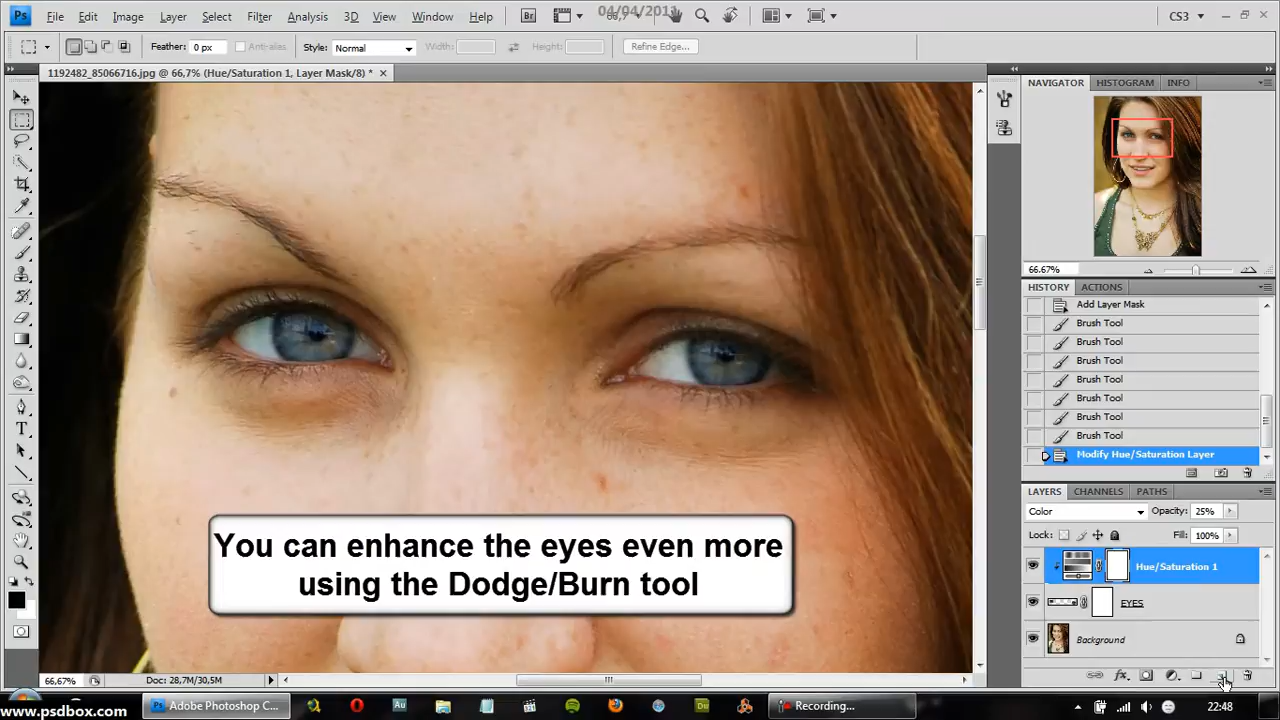 File Edit Image Layer Select Filter Analysis 3D View Window Help
04/04/2011
CS3
Feather: 0 px Anti-alias Style: Normal Width: Height: Refine Edge...
1192482_85066716.jpg @ 66,7% (Hue/Saturation 1, Layer Mask/8) *
NAVIGATOR HISTOGRAM INFO
66.67%
HISTORY ACTIONS
Add Layer Mask
Brush Tool
Brush Tool
Brush Tool
Brush Tool
Brush Tool
Brush Tool
Brush Tool
Modify Hue/Saturation Layer
LAYERS CHANNELS PATHS
Color Opacity: 25%
Lock: Fill: 100%
Hue/Saturation 1
EYES
Background
You can enhance the eyes even more
using the Dodge/Burn tool
66,67% Doc: 28,7M/30,5M
www.psdbox.com
Adobe Photoshop C...
Recording...
22:48